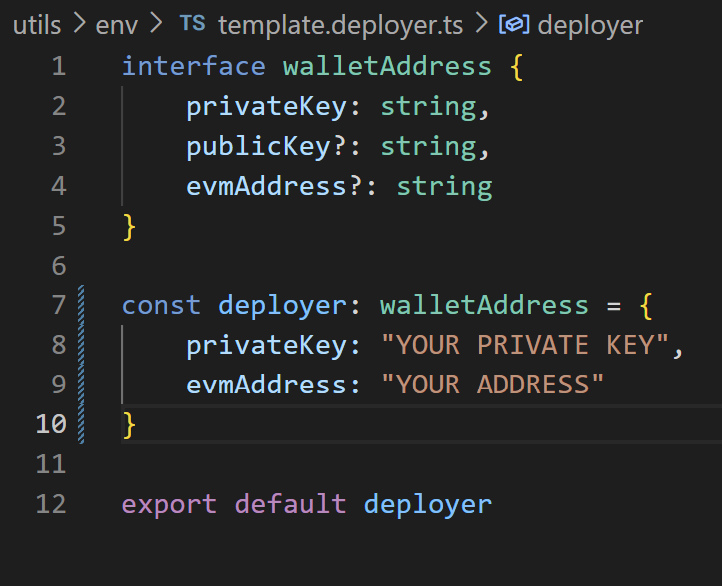 utils > env > TS template.deployer.ts > deployer
1 interface walletAddress {
2 privateKey: string,
3 publicKey?: string,
4 evmAddress?: string
5 }
6
7 const deployer: walletAddress = {
8 privateKey: "YOUR PRIVATE KEY",
9 evmAddress: "YOUR ADDRESS"
10 }
11
12 export default deployer